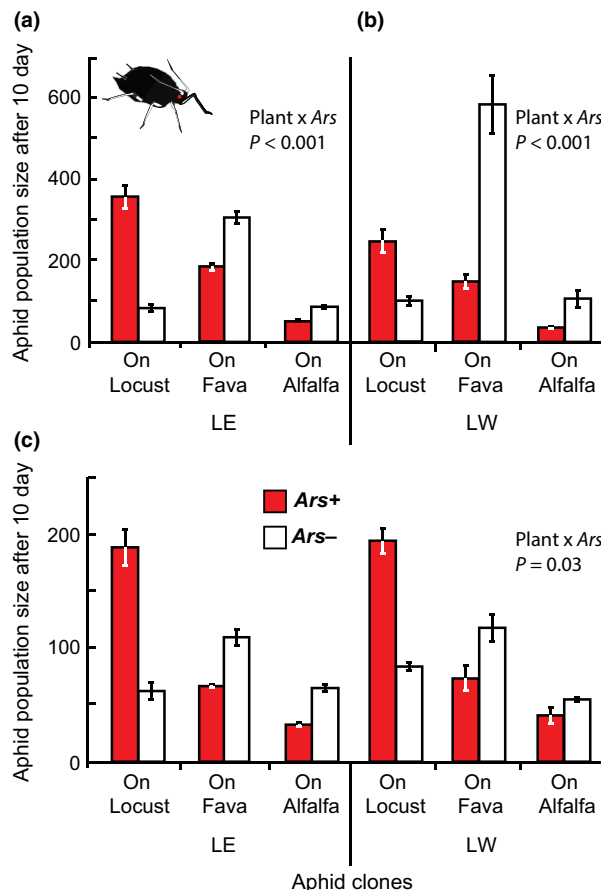 (a)
(b)
Aphid population size after 10 day
600
400
200
0
Plant x Ars
P < 0.001
Plant x Ars
P < 0.001
On Locust
On Fava
On Alfalfa
On Locust
On Fava
On Alfalfa
LE
LW
(c)
Aphid population size after 10 day
200
100
0
Ars+
Ars–
Plant x Ars
P = 0.03
On Locust
On Fava
On Alfalfa
On Locust
On Fava
On Alfalfa
LE
LW
Aphid clones